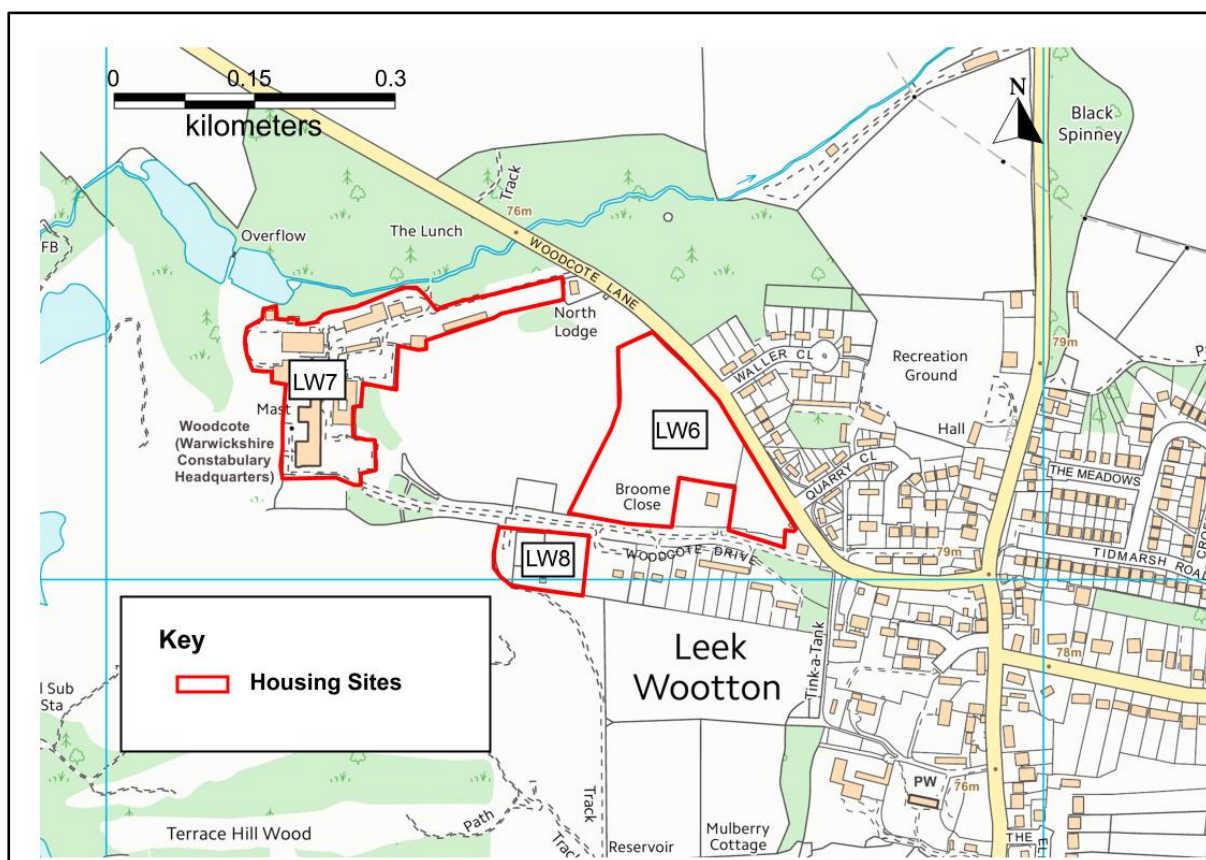 0 0.15 0.3
kilometers
N
Black
Spinney
Track
76m
The Lunch
Overflow
FB
WOODCOTE LANE
North
Lodge
79m
WALLER CL
Recreation
Ground
LW7
Mast
Woodcote
(Warwickshire
Constabulary
Headquarters)
LW6
Hall
QUARRY CL
THE MEADOWS
Broome
Close
LW8
WOODCOTE DRIVE
79m
TIDMARSH ROAD
Key
Housing Sites
Leek
Wootton
Tink-a-Tank
78m
Sub
Sta
PW
76m
Terrace Hill Wood
Path
Track
Reservoir
Mulberry
Cottage
THE